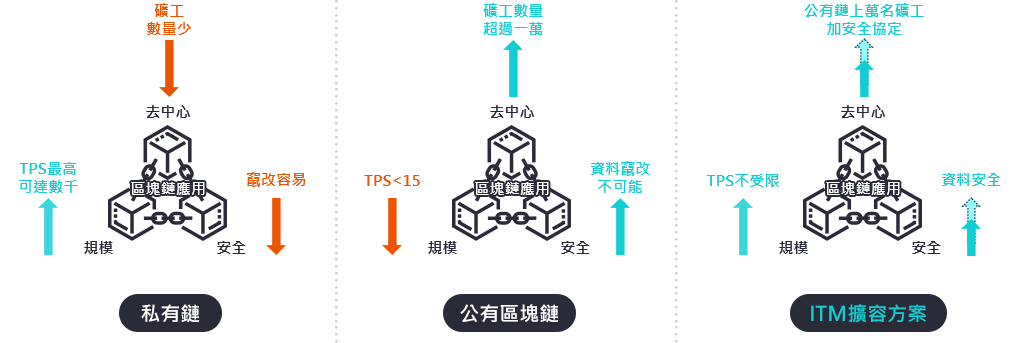 礦工
數量少
去中心
TPS最高
可達數千
區塊鏈應用
竄改容易
規模
安全
私有鏈
礦工數量
超過一萬
去中心
TPS<15
區塊鏈應用
資料竄改
不可能
規模
安全
公有區塊鏈
公有鏈上萬名礦工
加安全協定
去中心
TPS不受限
區塊鏈應用
資料安全
規模
安全
ITM擴容方案